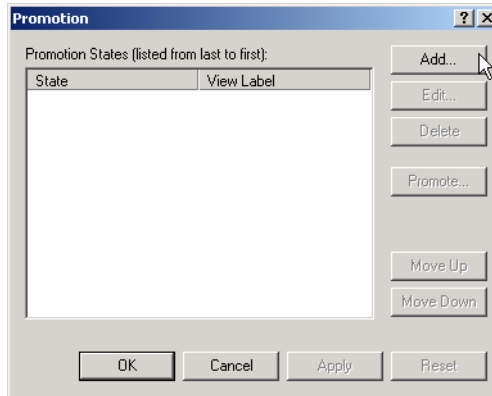 Promotion
Promotion States (listed from last to first):
State View Label
Add...
Edit...
Delete
Promote...
Move Up
Move Down
OK Cancel Apply Reset